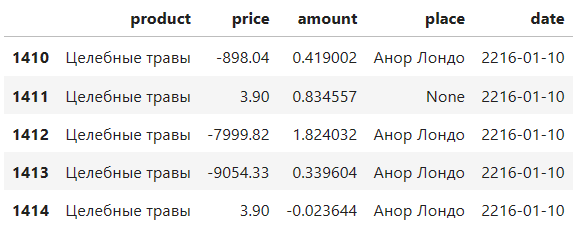 product price amount place date
1410 Целебные травы -898.04 0.419002 Анор Лондо 2216-01-10
1411 Целебные травы 3.90 0.834557 None 2216-01-10
1412 Целебные травы -7999.82 1.824032 Анор Лондо 2216-01-10
1413 Целебные травы -9054.33 0.339604 Анор Лондо 2216-01-10
1414 Целебные травы 3.90 -0.023644 Анор Лондо 2216-01-10